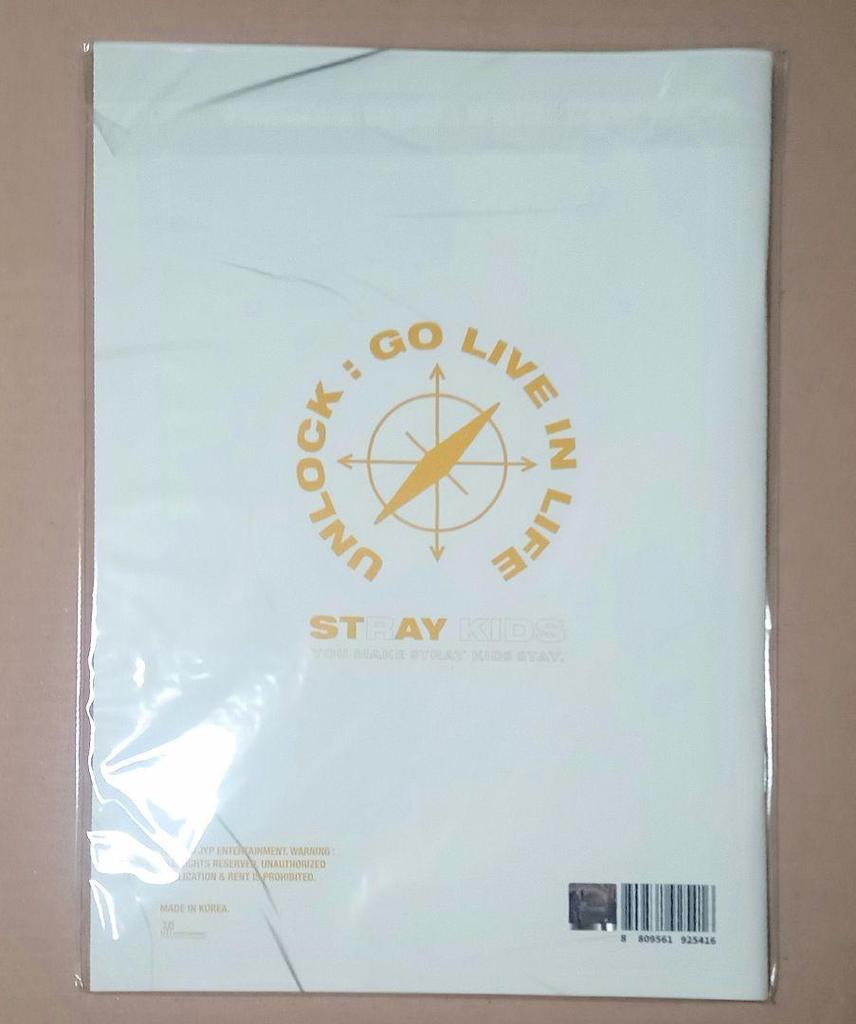 UNLOCK : GO LIVE IN LIFE
STRAY KIDS
YOU MAKE STRAY KIDS STAY.
JYP ENTERTAINMENT. WARNING :
RIGHTS RESERVED. UNAUTHORIZED
& RENT IS PROHIBITED.
MADE IN KOREA.
8 809561 925416